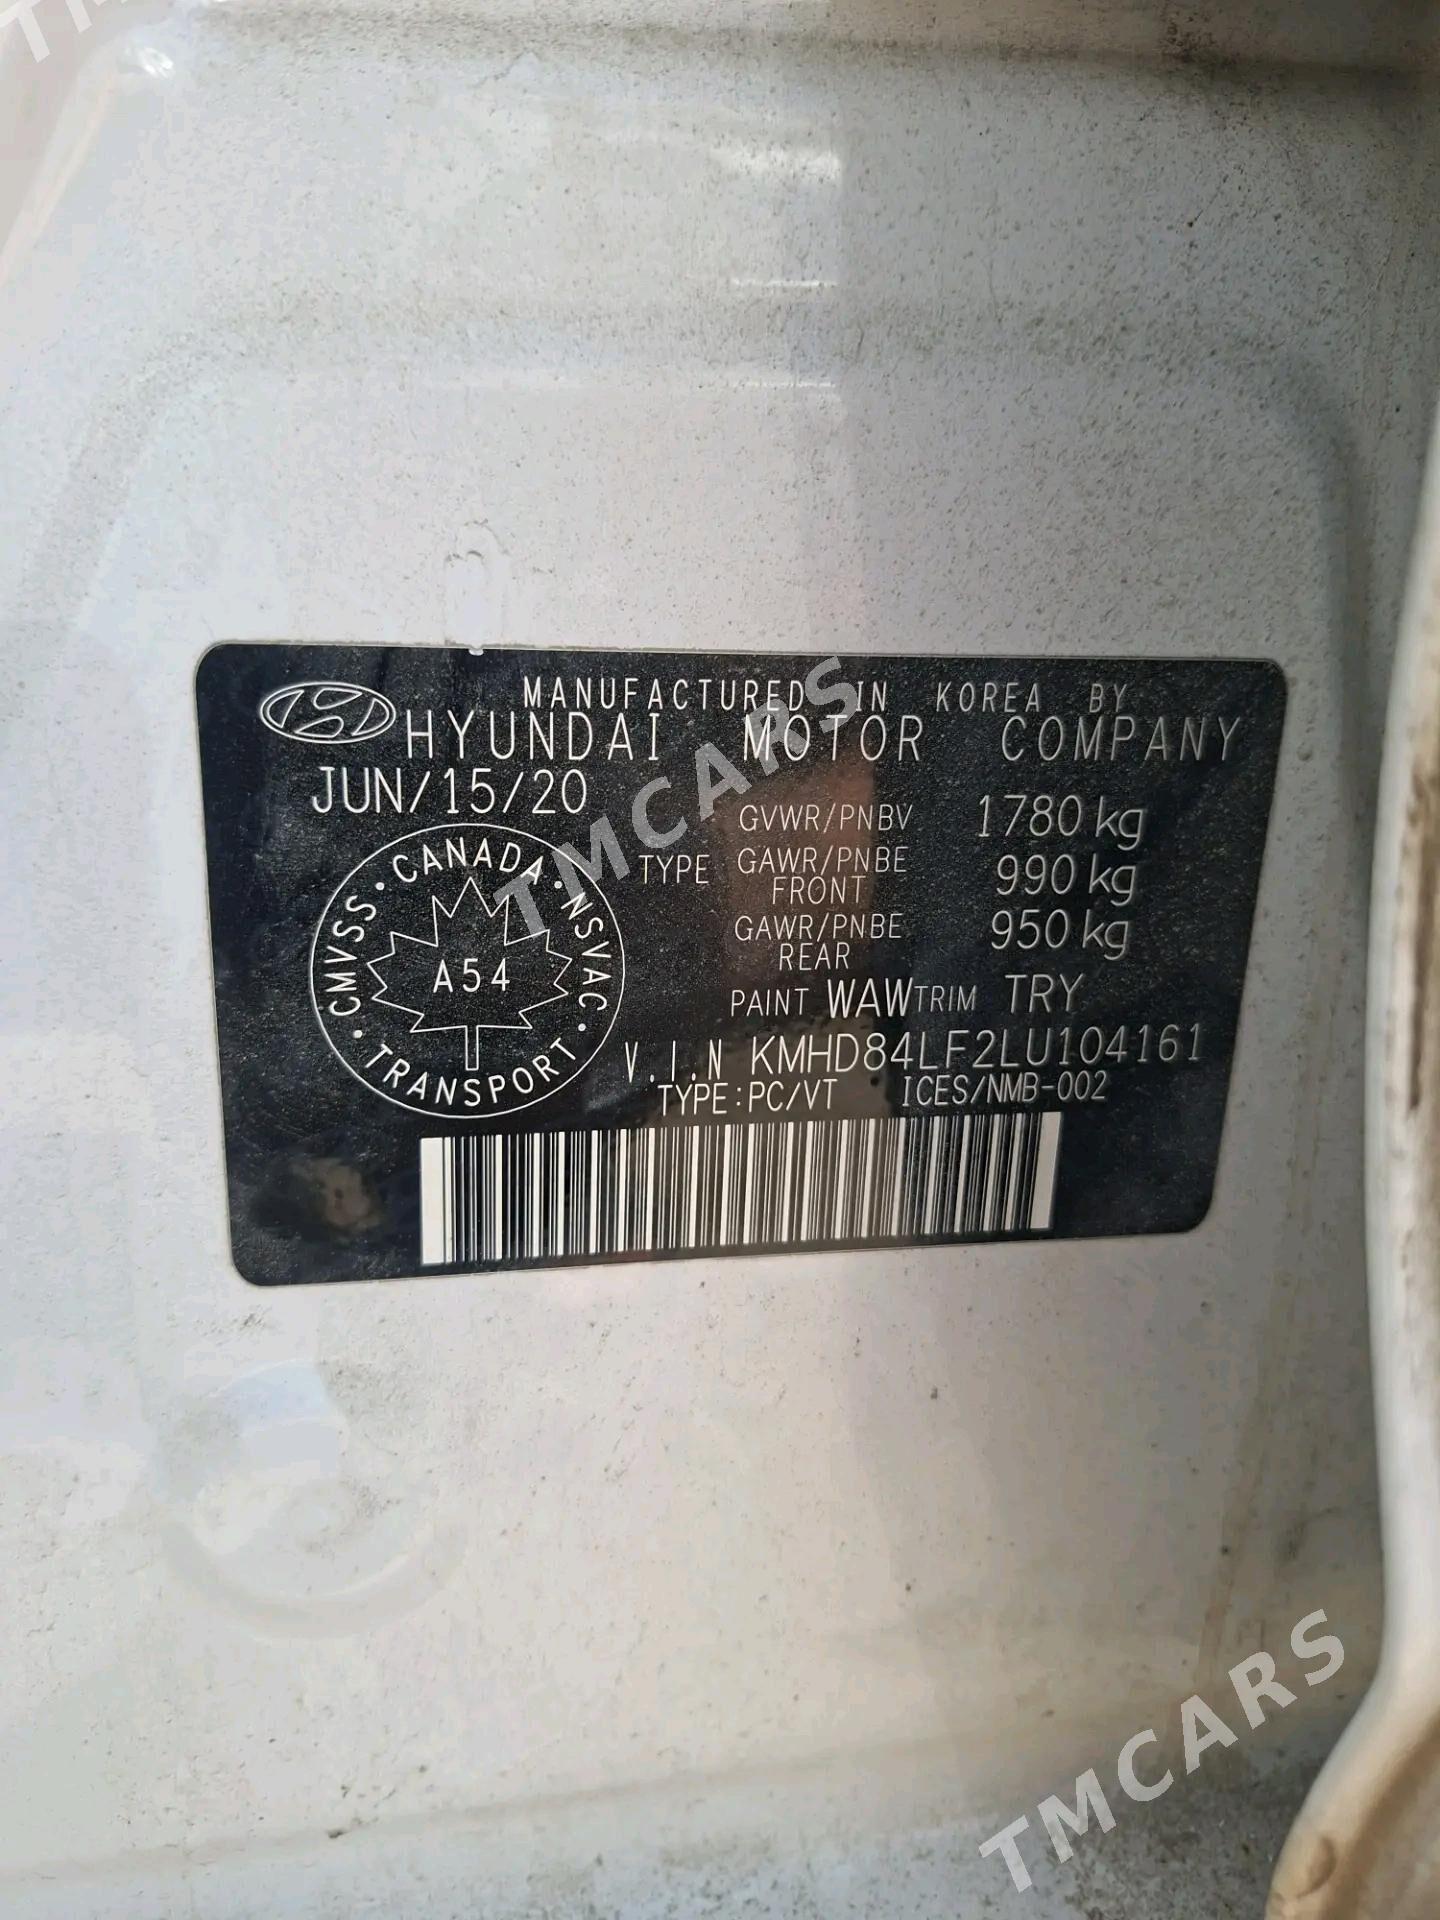 MANUFACTURED IN KOREA BY
HYUNDAI MOTOR COMPANY
JUN/15/20
GVWR/PNBV 1780 kg
TYPE GAWR/PNBE FRONT 990 kg
GAWR/PNBE REAR 950 kg
PAINT WAW TRIM TRY
V.I.N KMHD84LF2LU104161
TYPE:PC/VT ICES/NMB-002
CMVSS · CANADA · NSVAC · TRANSPORT ·
A54
TMCARS
TMCARS